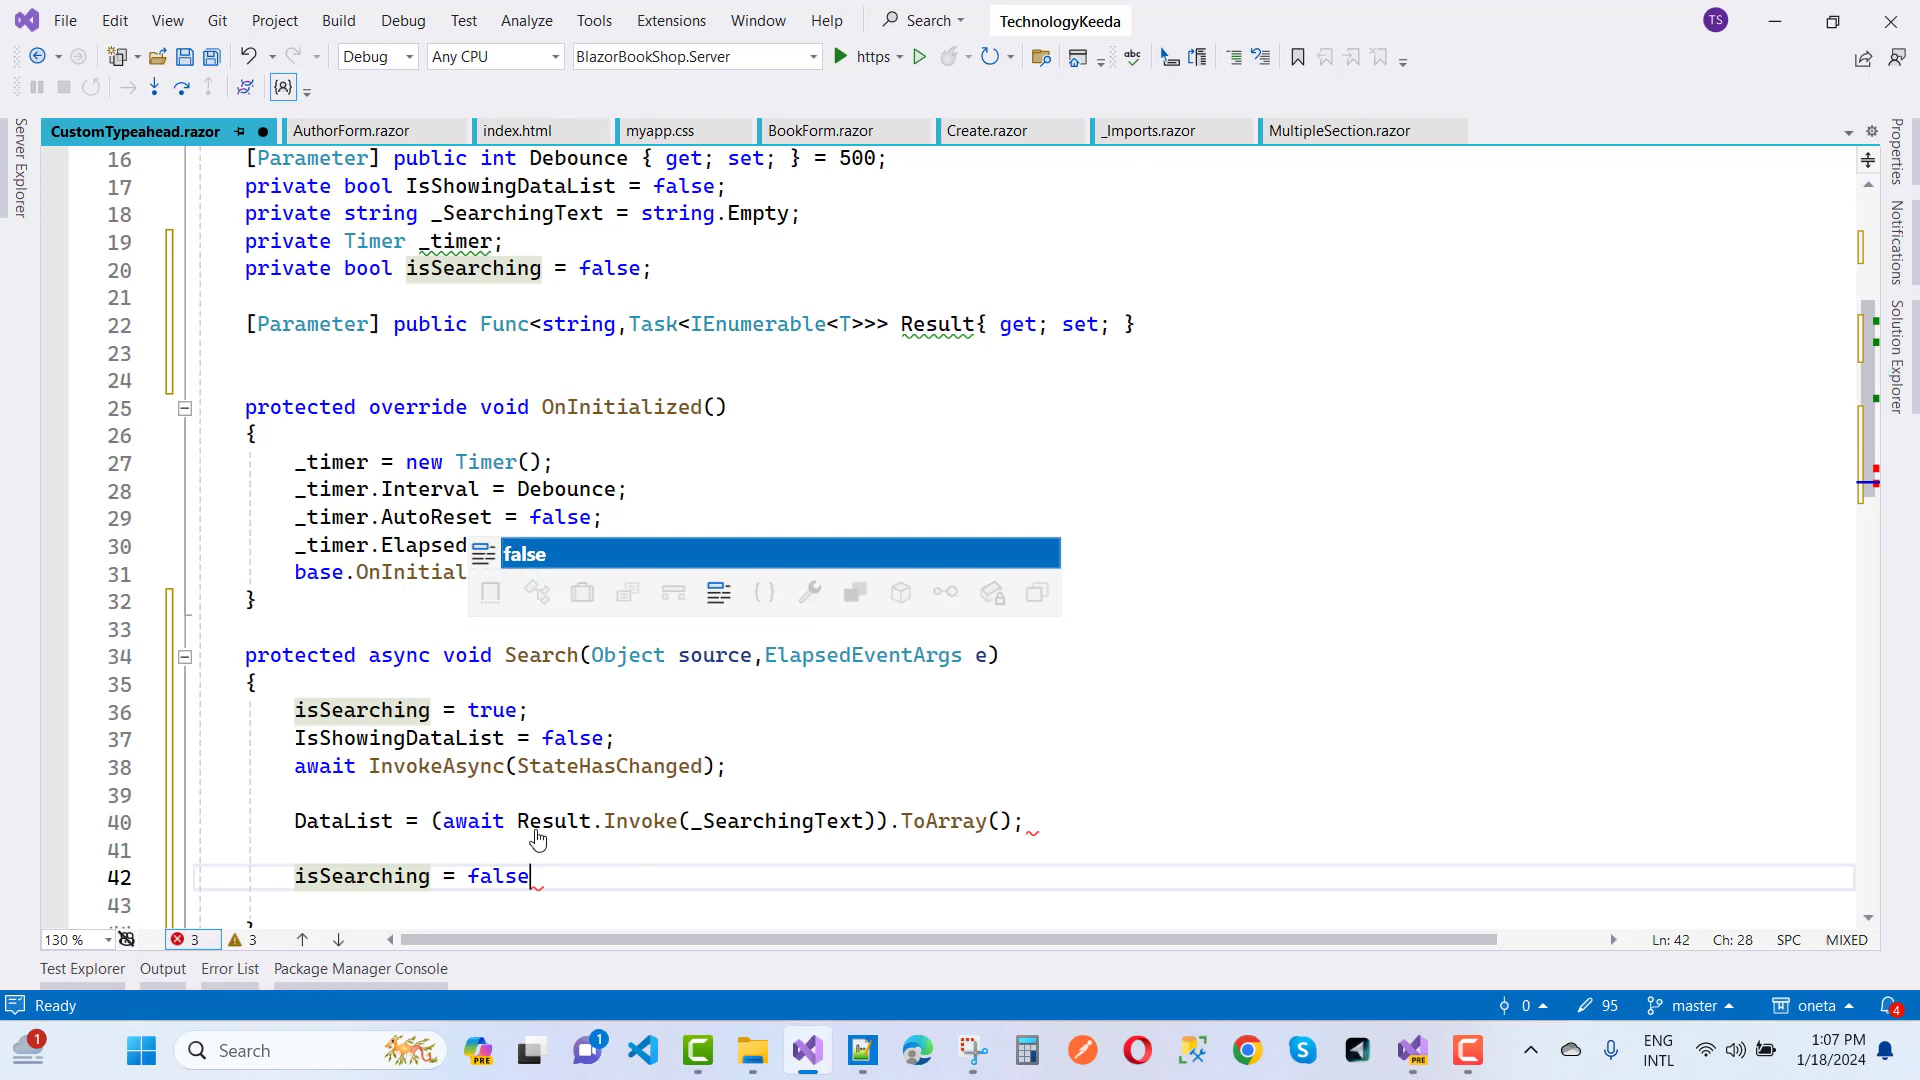 File Edit View Git Project Build Debug Test Analyze Tools Extensions Window Help Search TechnologyKeeda TS
Debug Any CPU BlazorBookShop.Server https
CustomTypeahead.razor AuthorForm.razor index.html myapp.css BookForm.razor Create.razor _Imports.razor MultipleSection.razor
Server Explorer
Properties
Notifications
Solution Explorer
16 [Parameter] public int Debounce { get; set; } = 500;
17 private bool IsShowingDataList = false;
18 private string _SearchingText = string.Empty;
19 private Timer _timer;
20 private bool isSearching = false;
21
22 [Parameter] public Func<string,Task<IEnumerable<T>>> Result{ get; set; }
23
24
25 protected override void OnInitialized()
26 {
27 _timer = new Timer();
28 _timer.Interval = Debounce;
29 _timer.AutoReset = false;
30 _timer.Elapsed
false
31 base.OnInitial
32 }
33
34 protected async void Search(Object source,ElapsedEventArgs e)
35 {
36 isSearching = true;
37 IsShowingDataList = false;
38 await InvokeAsync(StateHasChanged);
39
40 DataList = (await Result.Invoke(_SearchingText)).ToArray();
41
42 isSearching = false
43
130 % 3 3 Ln: 42 Ch: 28 SPC MIXED
Test Explorer Output Error List Package Manager Console
Ready 0 95 master oneta 4
1 Search PRE 1 PRE ENG INTL 1:07 PM 1/18/2024